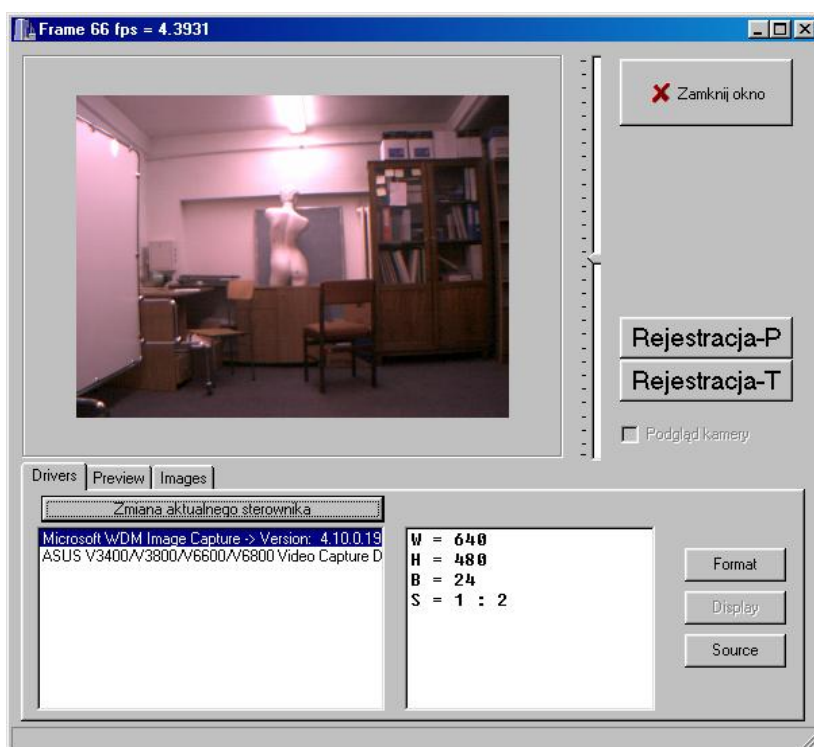 Frame 66 fps = 4.3931
Zamknij okno
Rejestracja-P
Rejestracja-T
Podgląd kamery
Drivers Preview Images
Zmiana aktualnego sterownika
Microsoft WDM Image Capture -> Version: 4.10.0.19
ASUS V3400/V3800/V6600/V6800 Video Capture D
W = 640
H = 480
B = 24
S = 1 : 2
Format
Display
Source